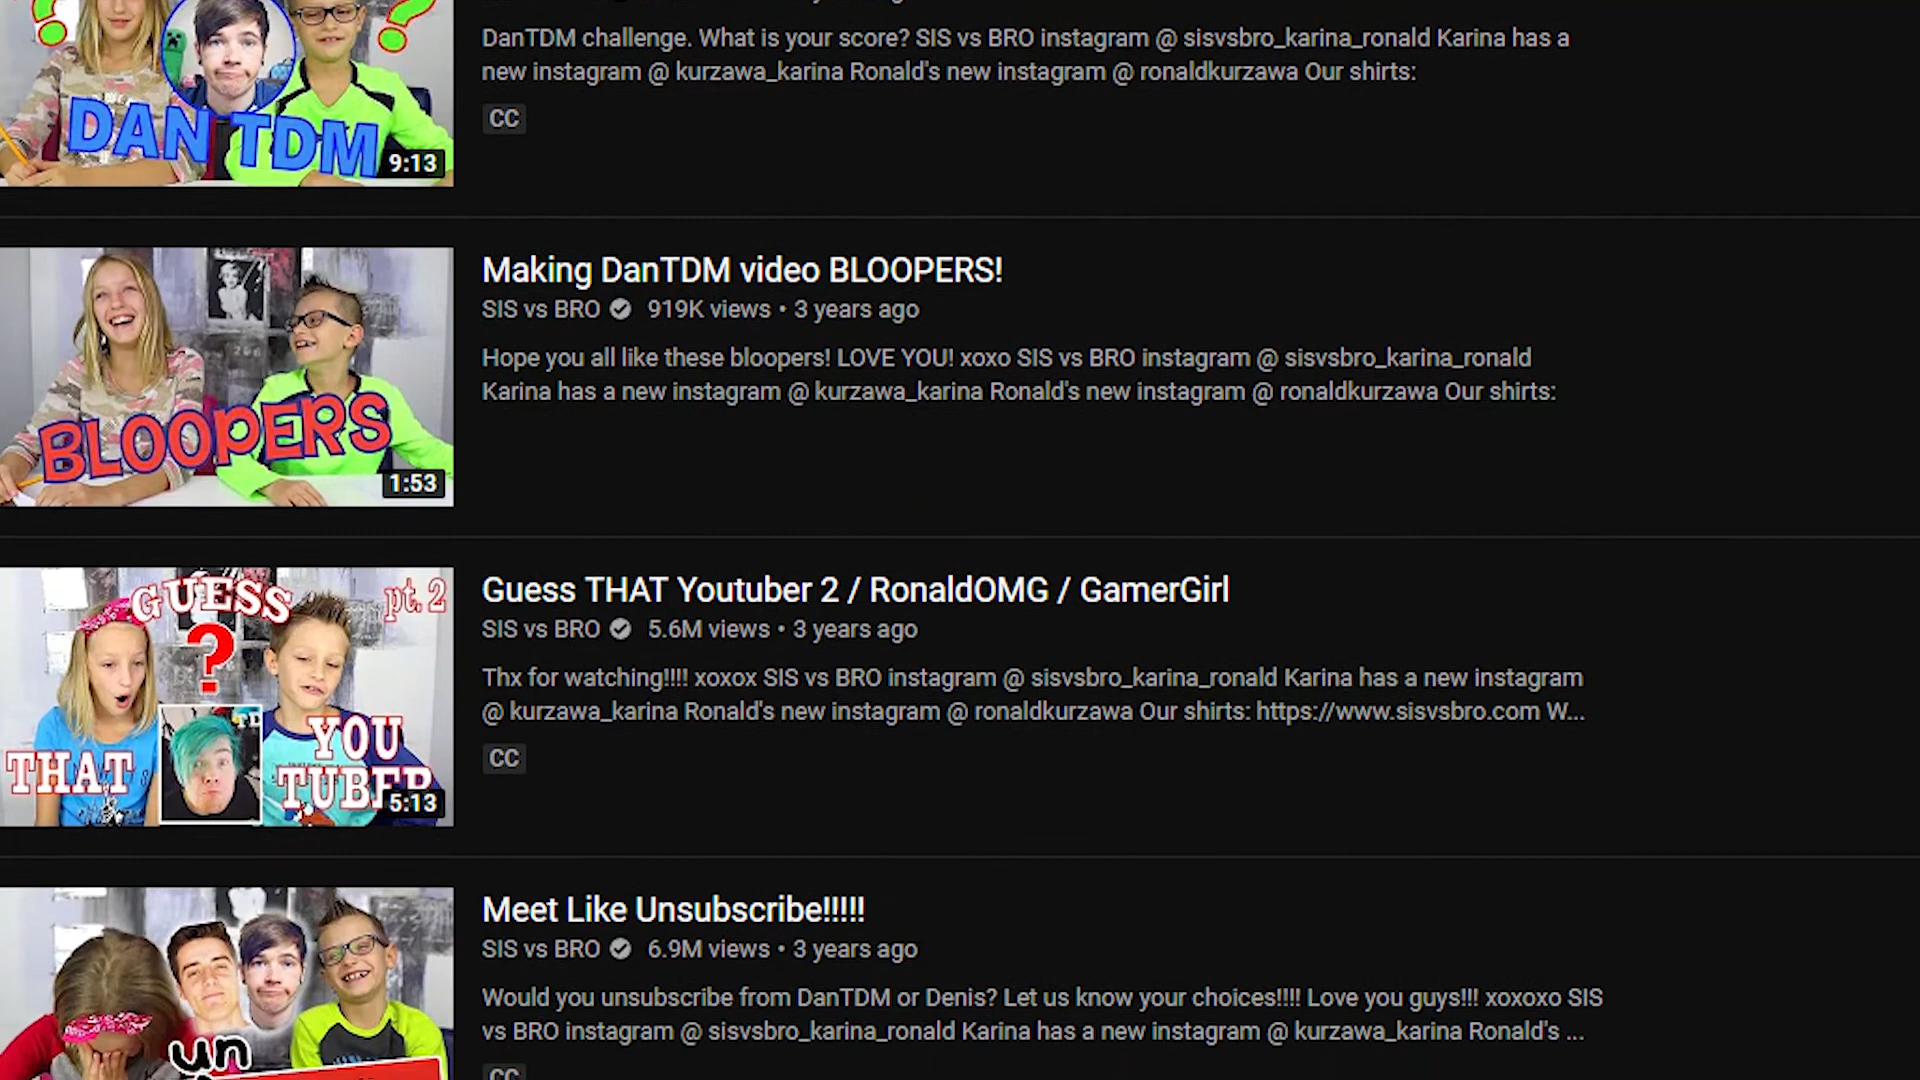 DanTDM challenge. What is your score? SIS vs BRO instagram @ sisvsbro_karina_ronald Karina has a
new instagram @ kurzawa_karina Ronald's new instagram @ ronaldkurzawa Our shirts:
CC
DAN TDM
9:13
Making DanTDM video BLOOPERS!
SIS vs BRO 919K views • 3 years ago
Hope you all like these bloopers! LOVE YOU! xoxo SIS vs BRO instagram @ sisvsbro_karina_ronald
Karina has a new instagram @ kurzawa_karina Ronald's new instagram @ ronaldkurzawa Our shirts:
BLOOPERS
1:53
Guess THAT Youtuber 2 / RonaldOMG / GamerGirl
SIS vs BRO 5.6M views • 3 years ago
Thx for watching!!!! xoxox SIS vs BRO instagram @ sisvsbro_karina_ronald Karina has a new instagram
@ kurzawa_karina Ronald's new instagram @ ronaldkurzawa Our shirts: https://www.sisvsbro.com W...
CC
GUESS pt. 2
?
THAT YOU
TUBER
5:13
Meet Like Unsubscribe!!!!!
SIS vs BRO 6.9M views • 3 years ago
Would you unsubscribe from DanTDM or Denis? Let us know your choices!!!! Love you guys!!! xoxoxo SIS
vs BRO instagram @ sisvsbro_karina_ronald Karina has a new instagram @ kurzawa_karina Ronald's ...
CC
un